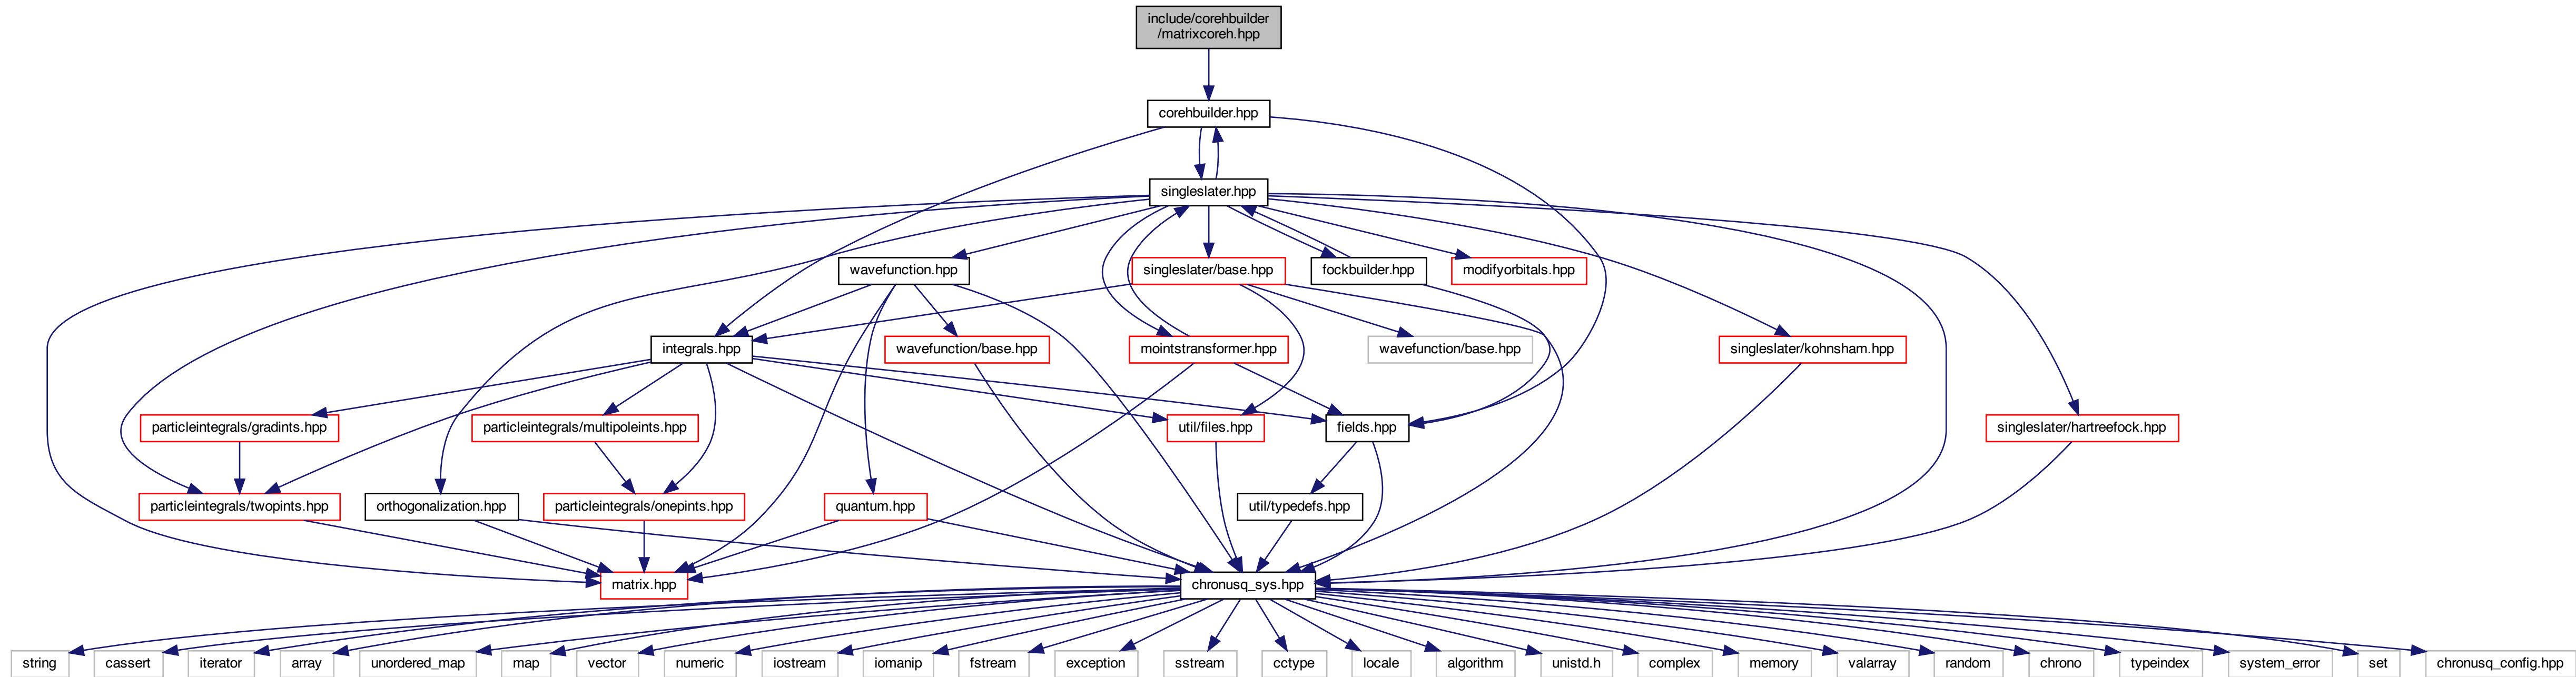 include/corehbuilder
/matrixcoreh.hpp
corehbuilder.hpp
singleslater.hpp
wavefunction.hpp
singleslater/base.hpp
fockbuilder.hpp
modifyorbitals.hpp
integrals.hpp
wavefunction/base.hpp
mointstransformer.hpp
wavefunction/base.hpp
singleslater/kohnsham.hpp
particleintegrals/gradints.hpp
particleintegrals/multipoleints.hpp
util/files.hpp
fields.hpp
singleslater/hartreefock.hpp
particleintegrals/twopints.hpp
orthogonalization.hpp
particleintegrals/onepints.hpp
quantum.hpp
util/typedefs.hpp
matrix.hpp
chronusq_sys.hpp
string
cassert
iterator
array
unordered_map
map
vector
numeric
iostream
iomanip
fstream
exception
sstream
cctype
locale
algorithm
unistd.h
complex
memory
valarray
random
chrono
typeindex
system_error
set
chronusq_config.hpp